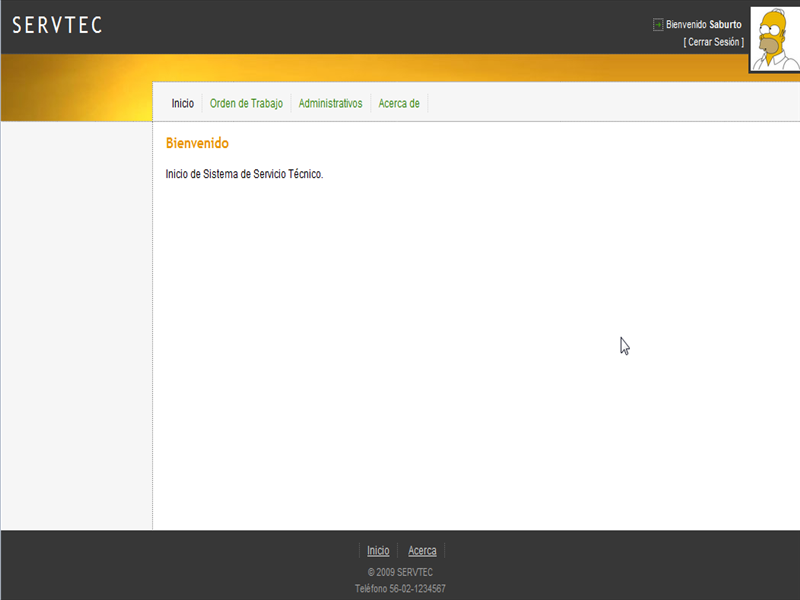 SERVTEC
Bienvenido Saburto
[ Cerrar Sesión ]
Inicio Orden de Trabajo Administrativos Acerca de
Bienvenido
Inicio de Sistema de Servicio Técnico.
Inicio Acerca
© 2009 SERVTEC
Teléfono 56-02-1234567